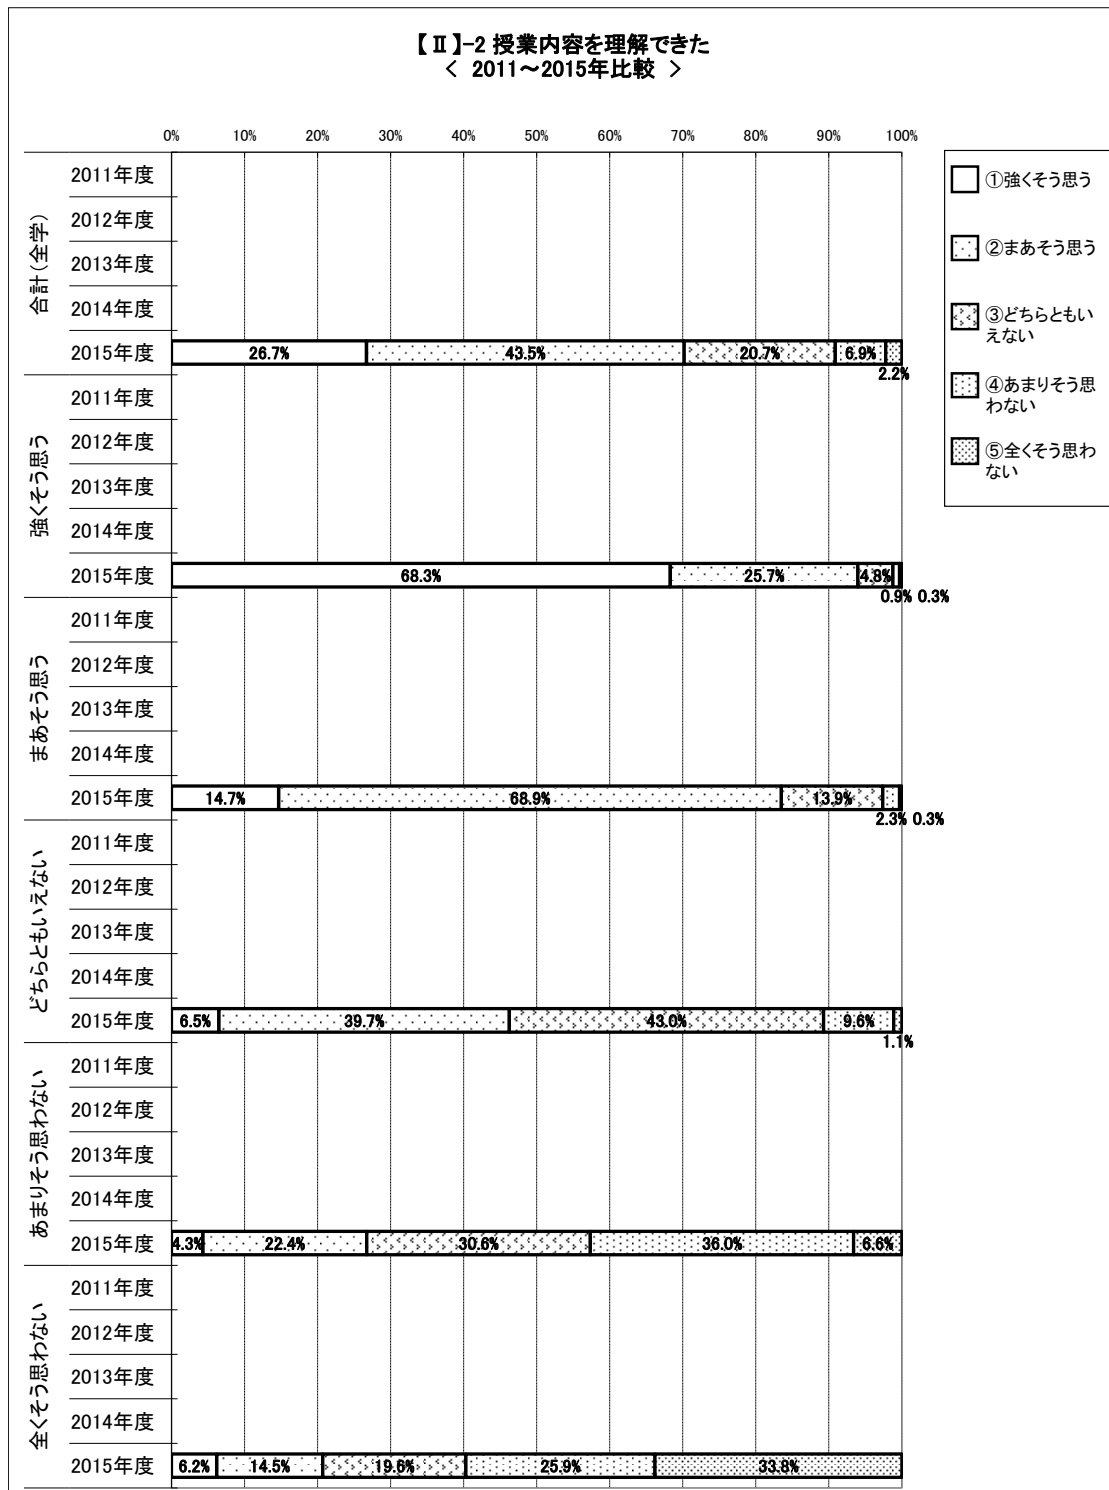 【Ⅱ】-2 授業内容を理解できた
< 2011～2015年比較 >
0% 10% 20% 30% 40% 50% 60% 70% 80% 90% 100%
合計(全学)
2011年度
2012年度
2013年度
2014年度
2015年度 26.7% 43.5% 20.7% 6.9%
2.2%
強くそう思う
2011年度
2012年度
2013年度
2014年度
2015年度 68.3% 25.7% 4.8%
0.9% 0.3%
まあそう思う
2011年度
2012年度
2013年度
2014年度
2015年度 14.7% 68.9% 13.9%
2.3% 0.3%
どちらともいえない
2011年度
2012年度
2013年度
2014年度
2015年度 6.5% 39.7% 43.0% 9.6%
1.1%
あまりそう思わない
2011年度
2012年度
2013年度
2014年度
2015年度 4.3% 22.4% 30.6% 36.0% 6.6%
全くそう思わない
2011年度
2012年度
2013年度
2014年度
2015年度 6.2% 14.5% 19.6% 25.9% 33.8%
①強くそう思う
②まあそう思う
③どちらともい
えない
④あまりそう思
わない
⑤全くそう思わ
ない